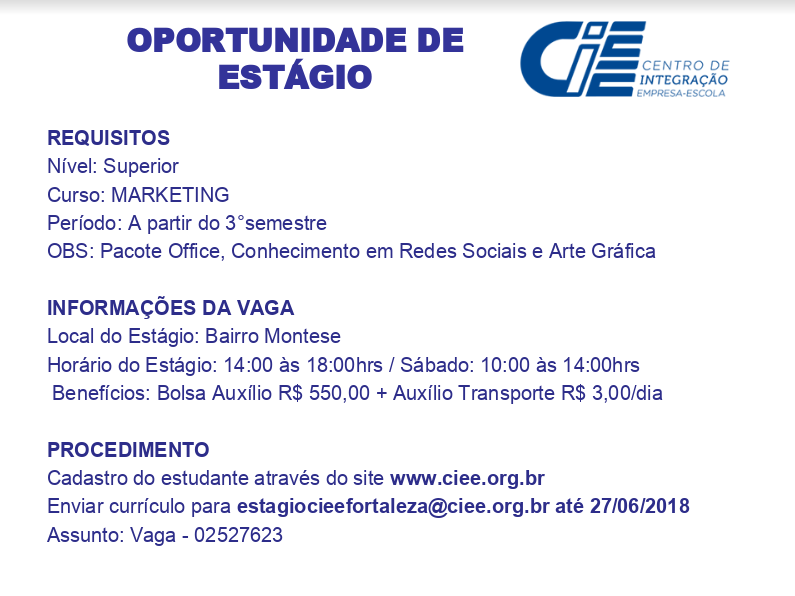 OPORTUNIDADE DE
ESTÁGIO
CIEE
CENTRO DE
INTEGRAÇÃO
EMPRESA-ESCOLA
REQUISITOS
Nível: Superior
Curso: MARKETING
Período: A partir do 3°semestre
OBS: Pacote Office, Conhecimento em Redes Sociais e Arte Gráfica
INFORMAÇÕES DA VAGA
Local do Estágio: Bairro Montese
Horário do Estágio: 14:00 às 18:00hrs / Sábado: 10:00 às 14:00hrs
Benefícios: Bolsa Auxílio R$ 550,00 + Auxílio Transporte R$ 3,00/dia
PROCEDIMENTO
Cadastro do estudante através do site www.ciee.org.br
Enviar currículo para estagiocieefortaleza@ciee.org.br até 27/06/2018
Assunto: Vaga - 02527623